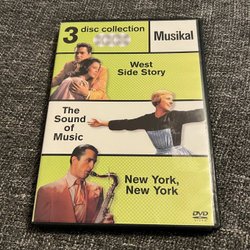 3 disc collection
Musikal
West
Side Story
The
Sound of
Music
New York,
New York
DVD